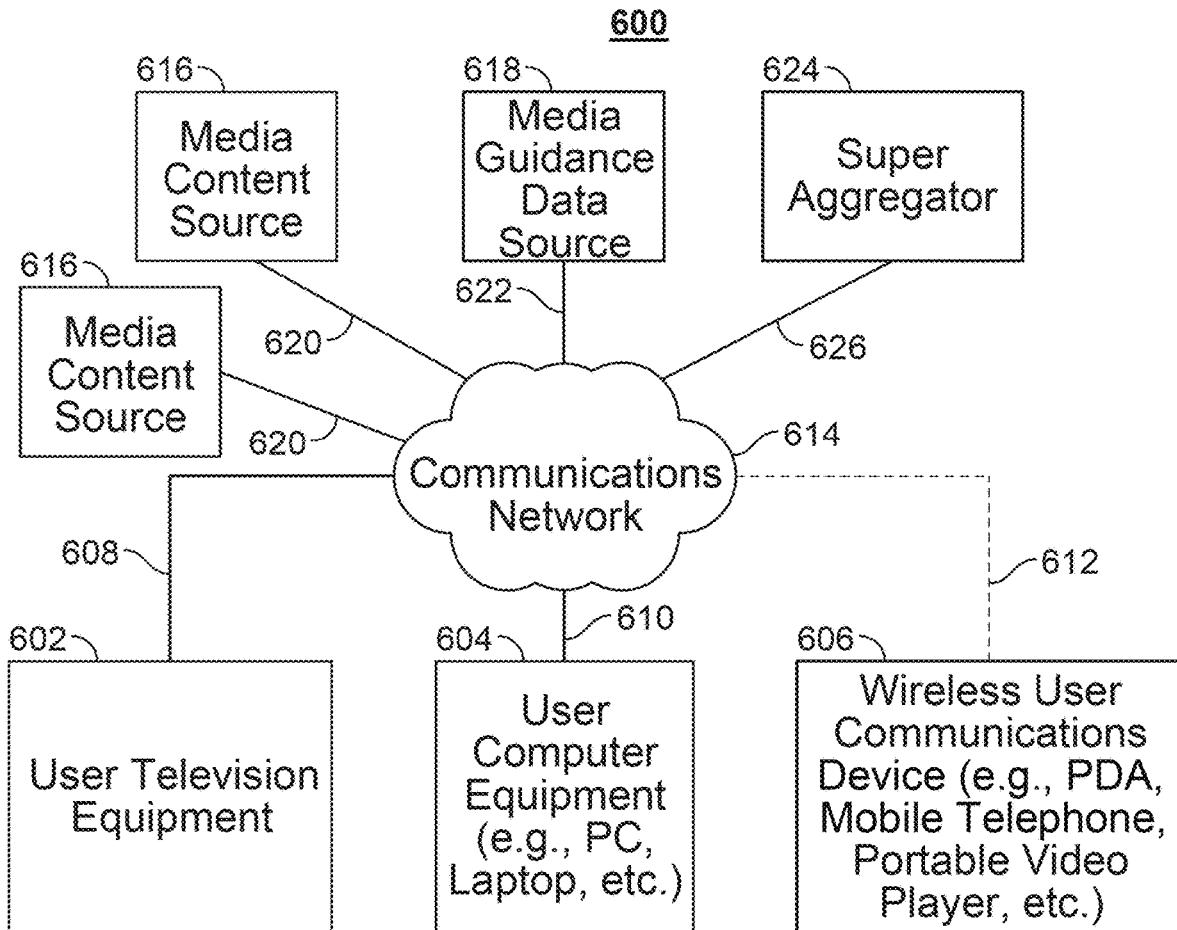 600
616
Media
Content
Source
618
Media
Guidance
Data
Source
624
Super
Aggregator
616
Media
Content
Source
620
622
626
620
614
Communications
Network
608
612
610
602
User Television
Equipment
604
User
Computer
Equipment
(e.g., PC,
Laptop, etc.)
606
Wireless User
Communications
Device (e.g., PDA,
Mobile Telephone,
Portable Video
Player, etc.)